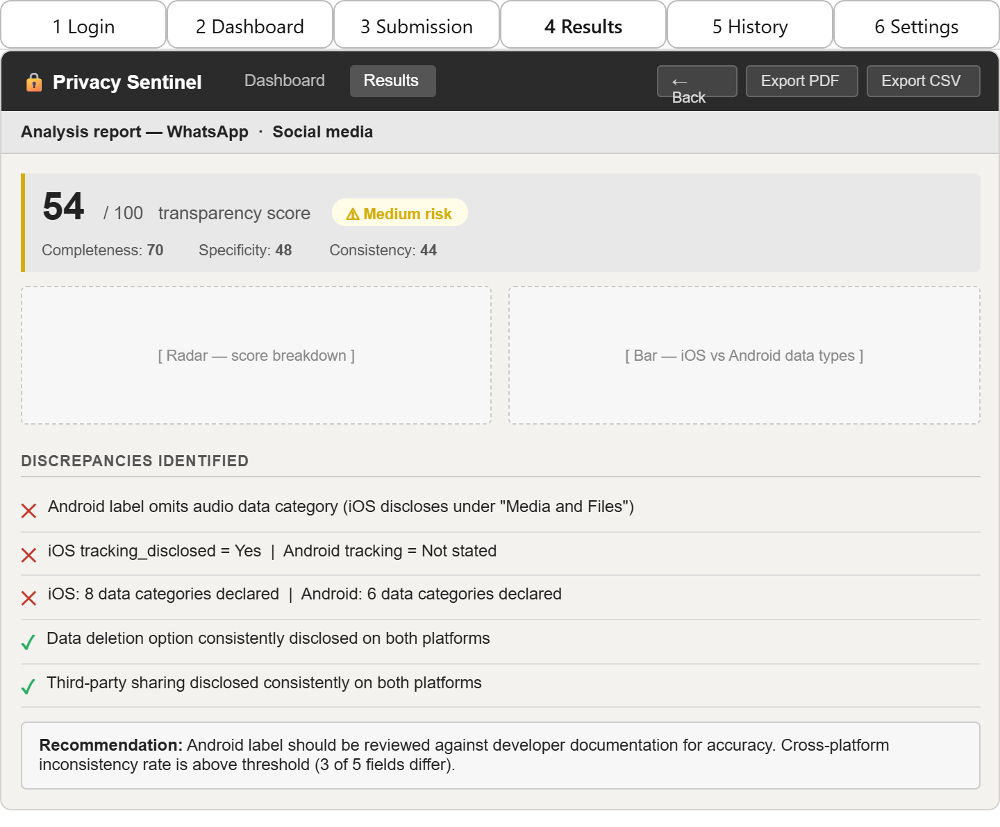 1 Login
2 Dashboard
3 Submission
4 Results
5 History
6 Settings
Privacy Sentinel
Dashboard
Results
← Back
Export PDF
Export CSV
Analysis report — WhatsApp · Social media
54 / 100 transparency score ⚠ Medium risk
Completeness: 70 Specificity: 48 Consistency: 44
[ Radar — score breakdown ]
[ Bar — iOS vs Android data types ]
DISCREPANCIES IDENTIFIED
✕ Android label omits audio data category (iOS discloses under "Media and Files")
✕ iOS tracking_disclosed = Yes | Android tracking = Not stated
✕ iOS: 8 data categories declared | Android: 6 data categories declared
✓ Data deletion option consistently disclosed on both platforms
✓ Third-party sharing disclosed consistently on both platforms
Recommendation: Android label should be reviewed against developer documentation for accuracy. Cross-platform
inconsistency rate is above threshold (3 of 5 fields differ).